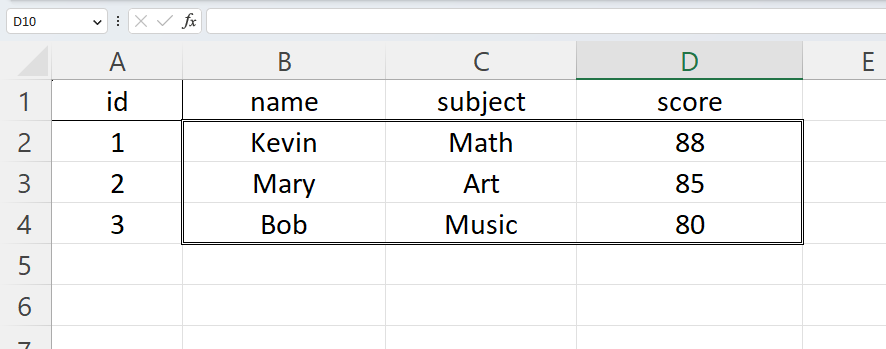 D10 fx
A B C D E
1 id name subject score
2 1 Kevin Math 88
3 2 Mary Art 85
4 3 Bob Music 80
5
6
7